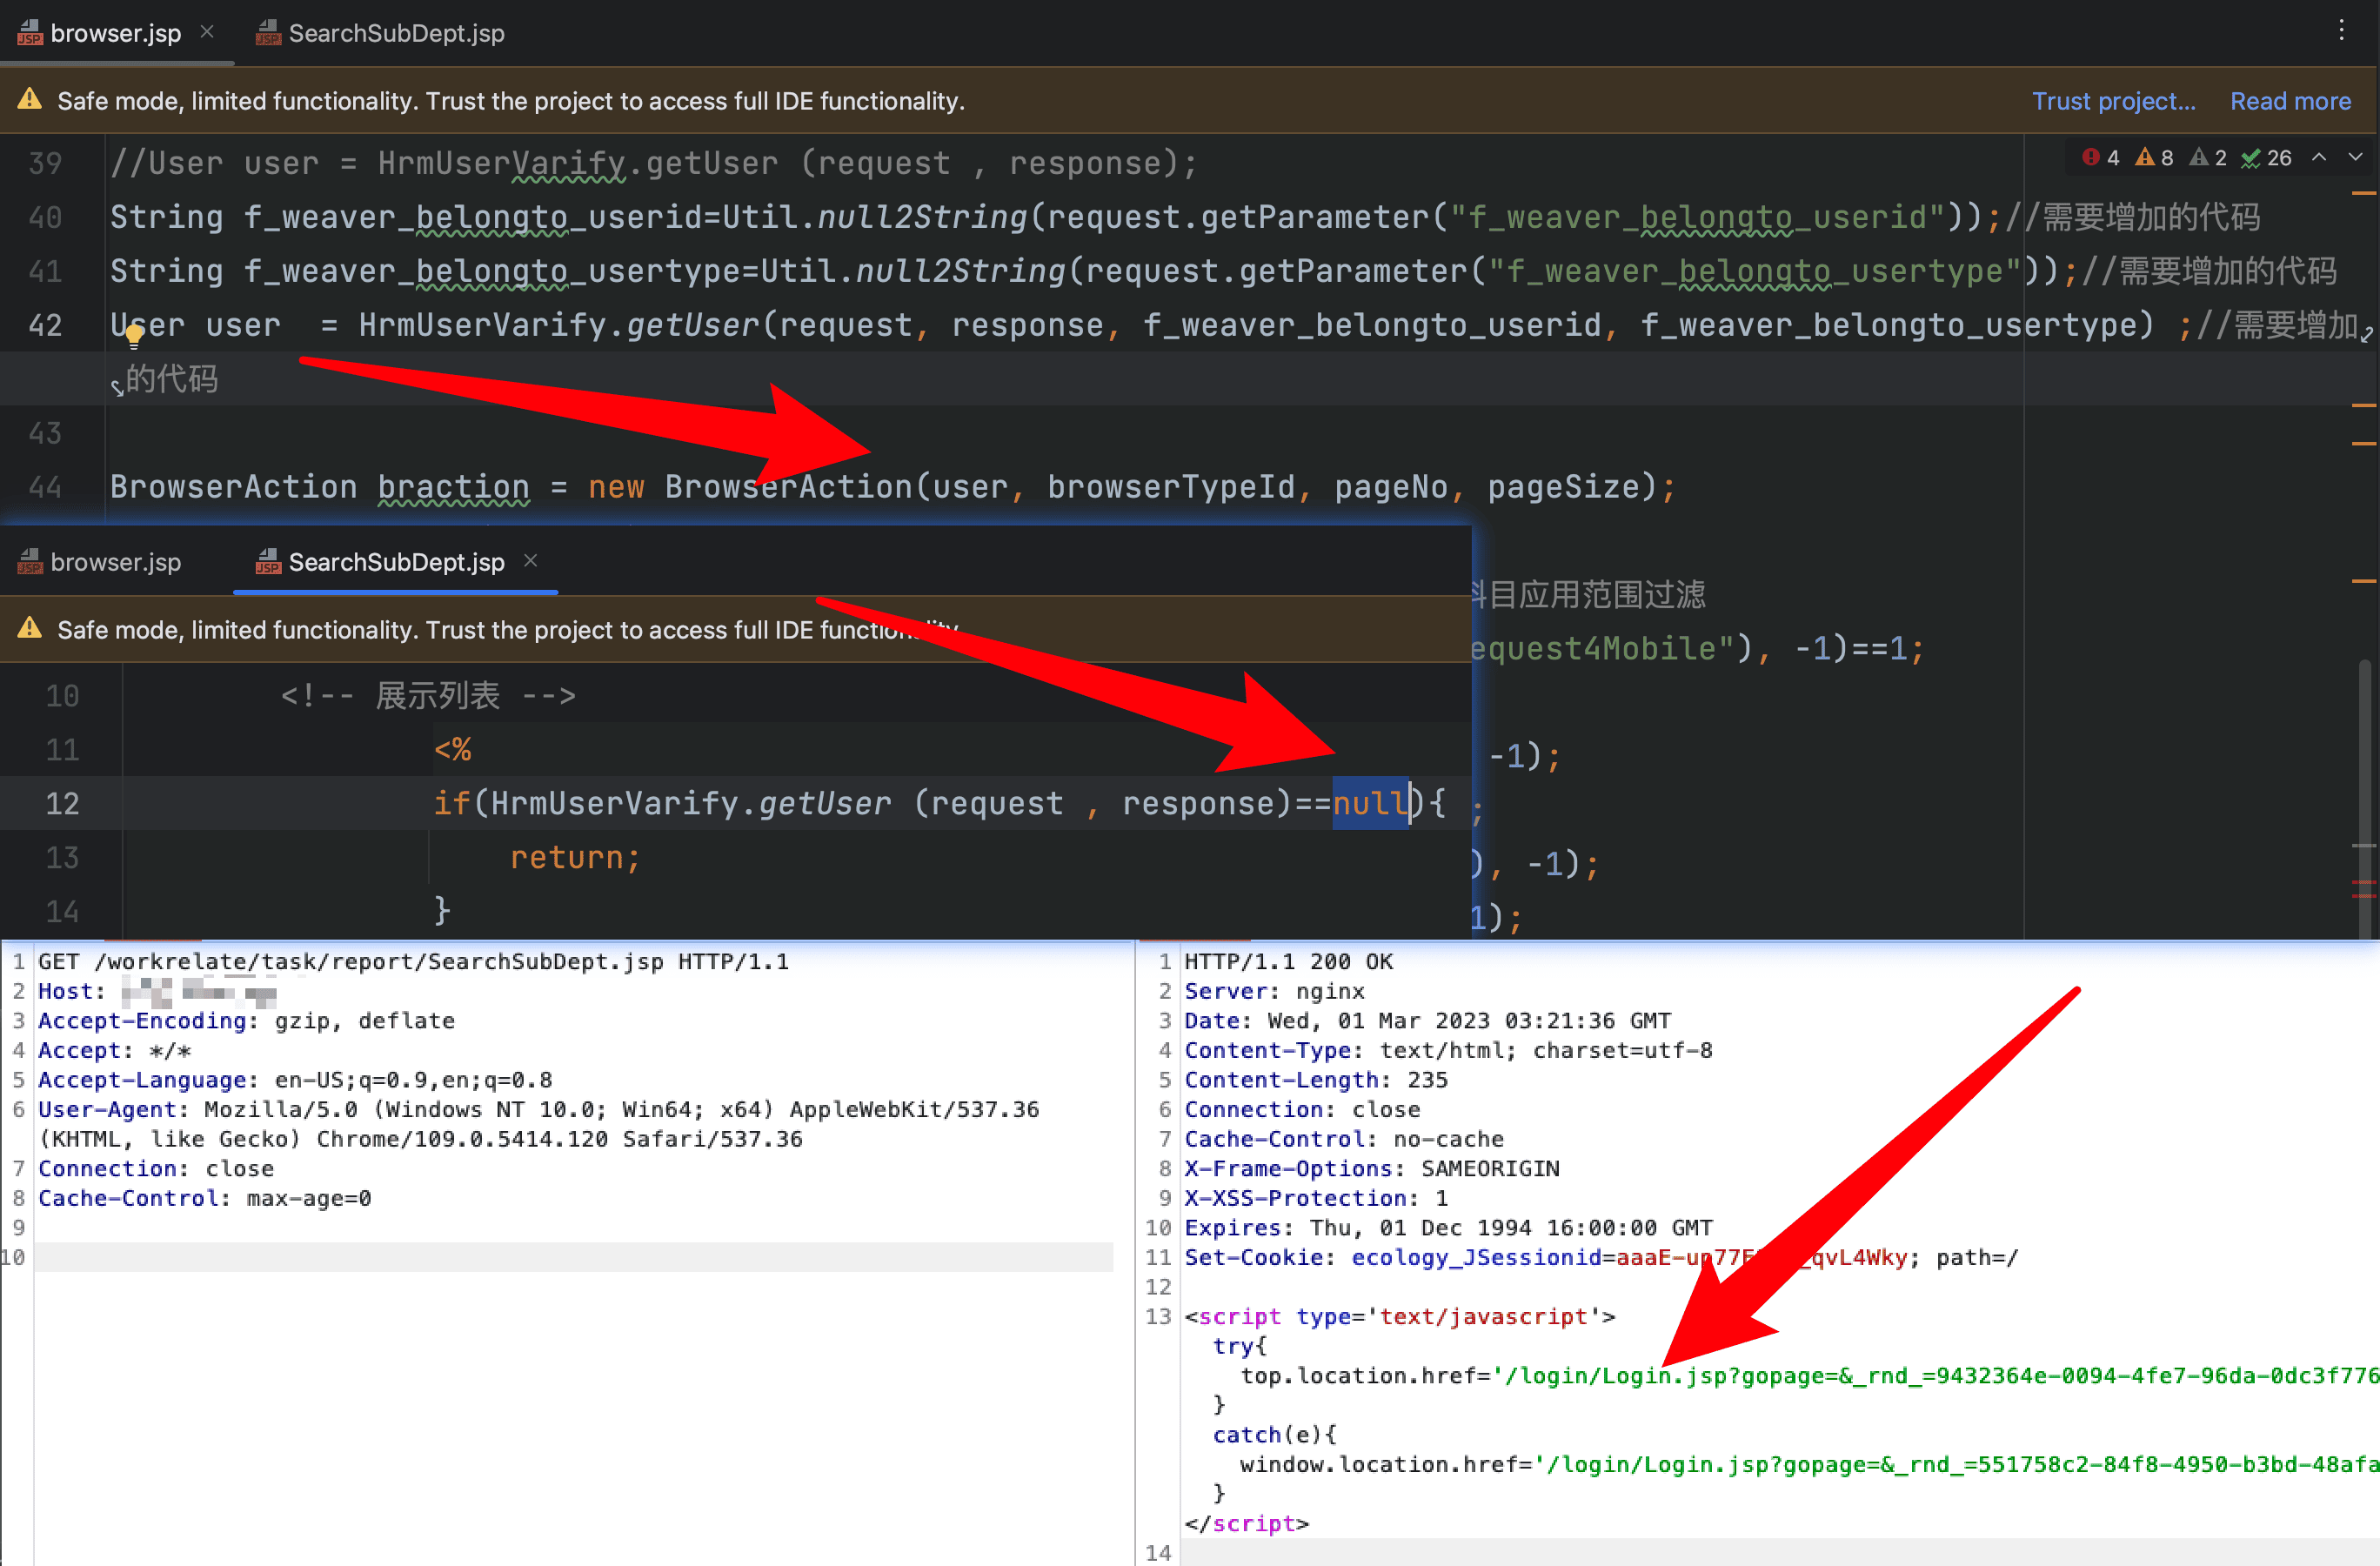 browser.jsp
SearchSubDept.jsp
Safe mode, limited functionality. Trust the project to access full IDE functionality.
Trust project...
Read more
4 8 2 26
39 //User user = HrmUserVarify.getUser (request , response);
40 String f_weaver_belongto_userid=Util.null2String(request.getParameter("f_weaver_belongto_userid"));//需要增加的代码
41 String f_weaver_belongto_usertype=Util.null2String(request.getParameter("f_weaver_belongto_usertype"));//需要增加的代码
42 User user  = HrmUserVarify.getUser(request, response, f_weaver_belongto_userid, f_weaver_belongto_usertype) ;//需要增加
的代码
43
44 BrowserAction braction = new BrowserAction(user, browserTypeId, pageNo, pageSize);
目应用范围过滤
equest4Mobile"), -1)==1;
-1);
;
), -1);
1);
browser.jsp
SearchSubDept.jsp
Safe mode, limited functionality. Trust the project to access full IDE functionality.
10 <!-- 展示列表 -->
11 <%
12 if(HrmUserVarify.getUser (request , response)==null){
13 return;
14 }
1 GET /workrelate/task/report/SearchSubDept.jsp HTTP/1.1
2 Host:
3 Accept-Encoding: gzip, deflate
4 Accept: */*
5 Accept-Language: en-US;q=0.9,en;q=0.8
6 User-Agent: Mozilla/5.0 (Windows NT 10.0; Win64; x64) AppleWebKit/537.36
(KHTML, like Gecko) Chrome/109.0.5414.120 Safari/537.36
7 Connection: close
8 Cache-Control: max-age=0
9
10
1 HTTP/1.1 200 OK
2 Server: nginx
3 Date: Wed, 01 Mar 2023 03:21:36 GMT
4 Content-Type: text/html; charset=utf-8
5 Content-Length: 235
6 Connection: close
7 Cache-Control: no-cache
8 X-Frame-Options: SAMEORIGIN
9 X-XSS-Protection: 1
10 Expires: Thu, 01 Dec 1994 16:00:00 GMT
11 Set-Cookie: ecology_JSessionid= path=/
12
13 <script type='text/javascript'>
try{
top.location.href='/login/Login.jsp?gopage=&_rnd_=9432364e-0094-4fe7-96da-0dc3f776
}
catch(e){
window.location.href='/login/Login.jsp?gopage=&_rnd_=551758c2-84f8-4950-b3bd-48afa
}
</script>
14